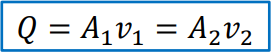 Q = A₁v₁ = A₂v₂